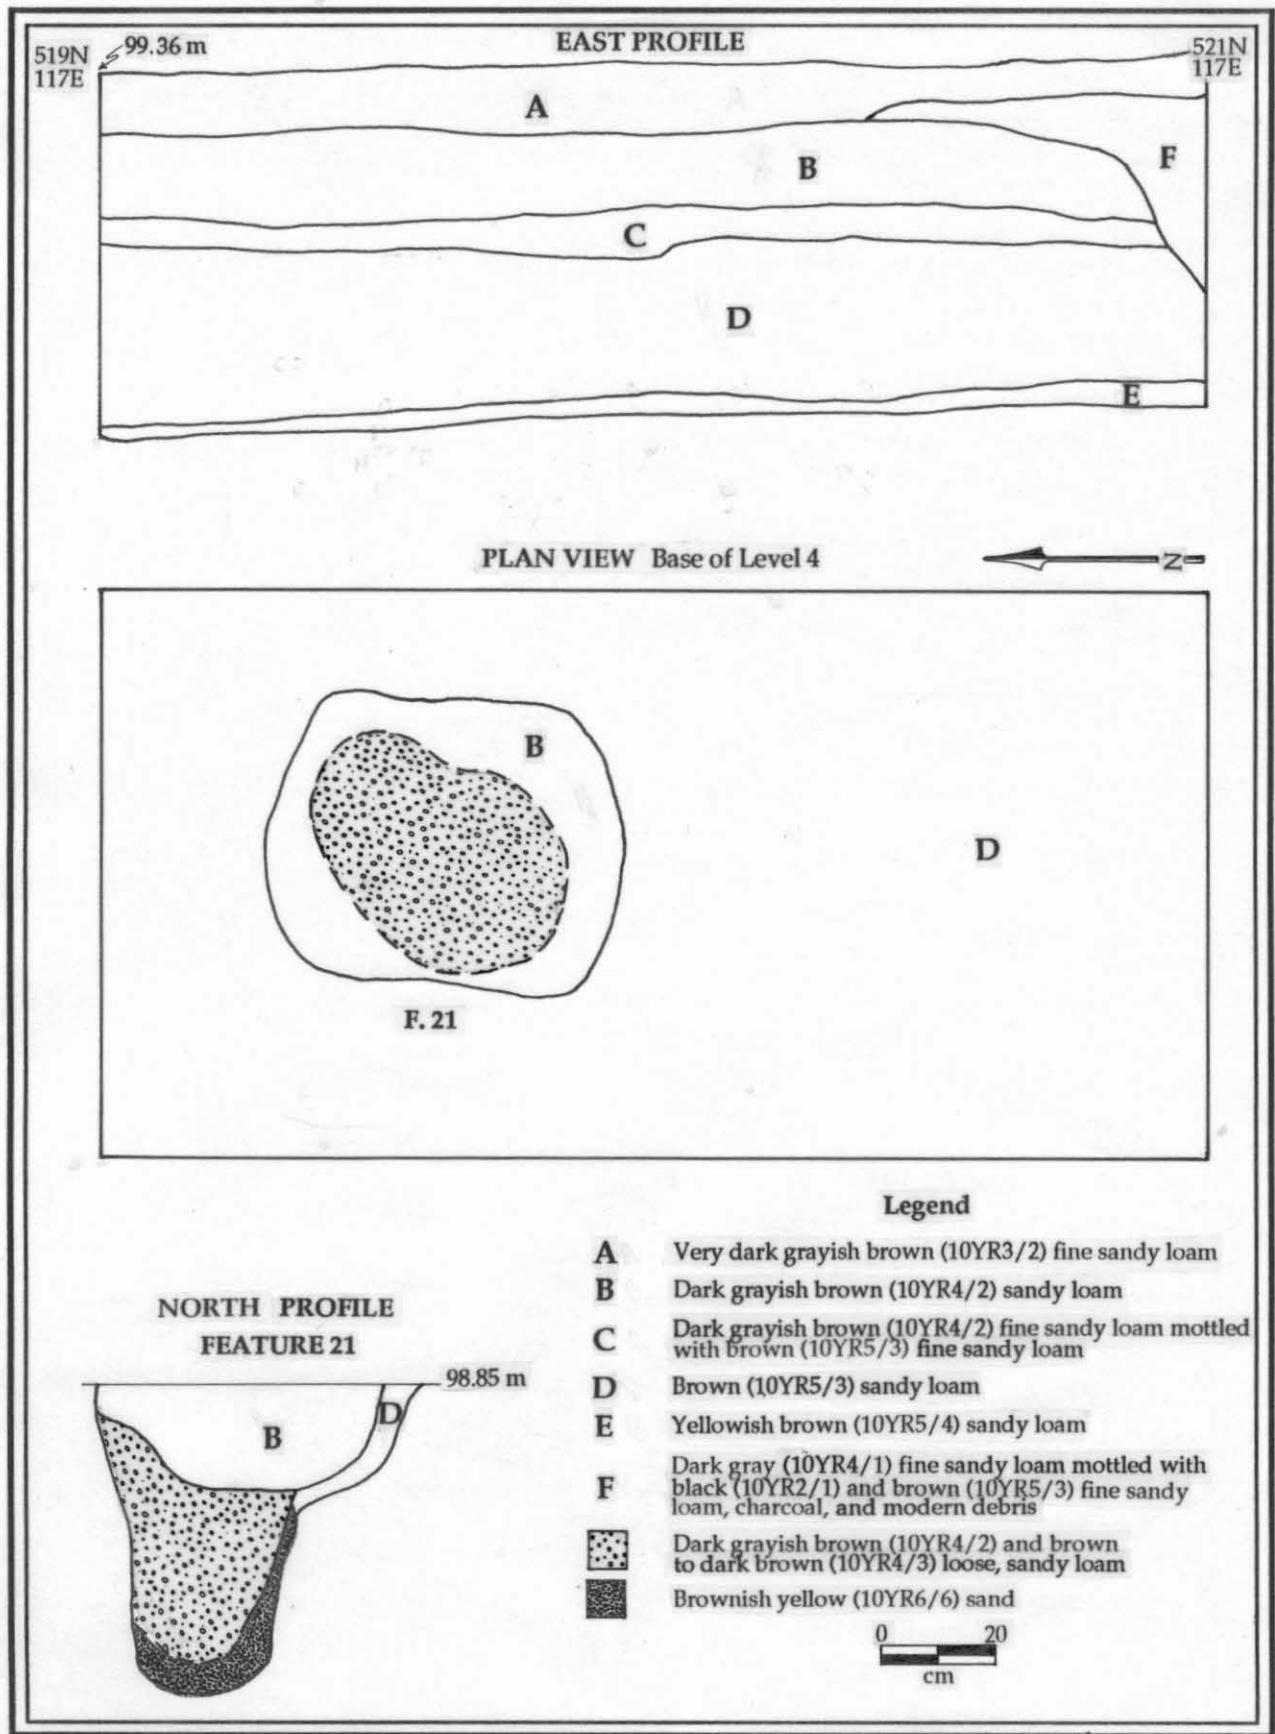 EAST PROFILE
519N
117E
99.36 m
521N
117E
A
B
F
C
D
E
PLAN VIEW Base of Level 4
N
B
D
F. 21
NORTH PROFILE
FEATURE 21
98.85 m
B
D
Legend
A Very dark grayish brown (10YR3/2) fine sandy loam
B Dark grayish brown (10YR4/2) sandy loam
C Dark grayish brown (10YR4/2) fine sandy loam mottled
with brown (10YR5/3) fine sandy loam
D Brown (10YR5/3) sandy loam
E Yellowish brown (10YR5/4) sandy loam
F Dark gray (10YR4/1) fine sandy loam mottled with
black (10YR2/1) and brown (10YR5/3) fine sandy
loam, charcoal, and modern debris
Dark grayish brown (10YR4/2) and brown
to dark brown (10YR4/3) loose, sandy loam
Brownish yellow (10YR6/6) sand
0 20
cm